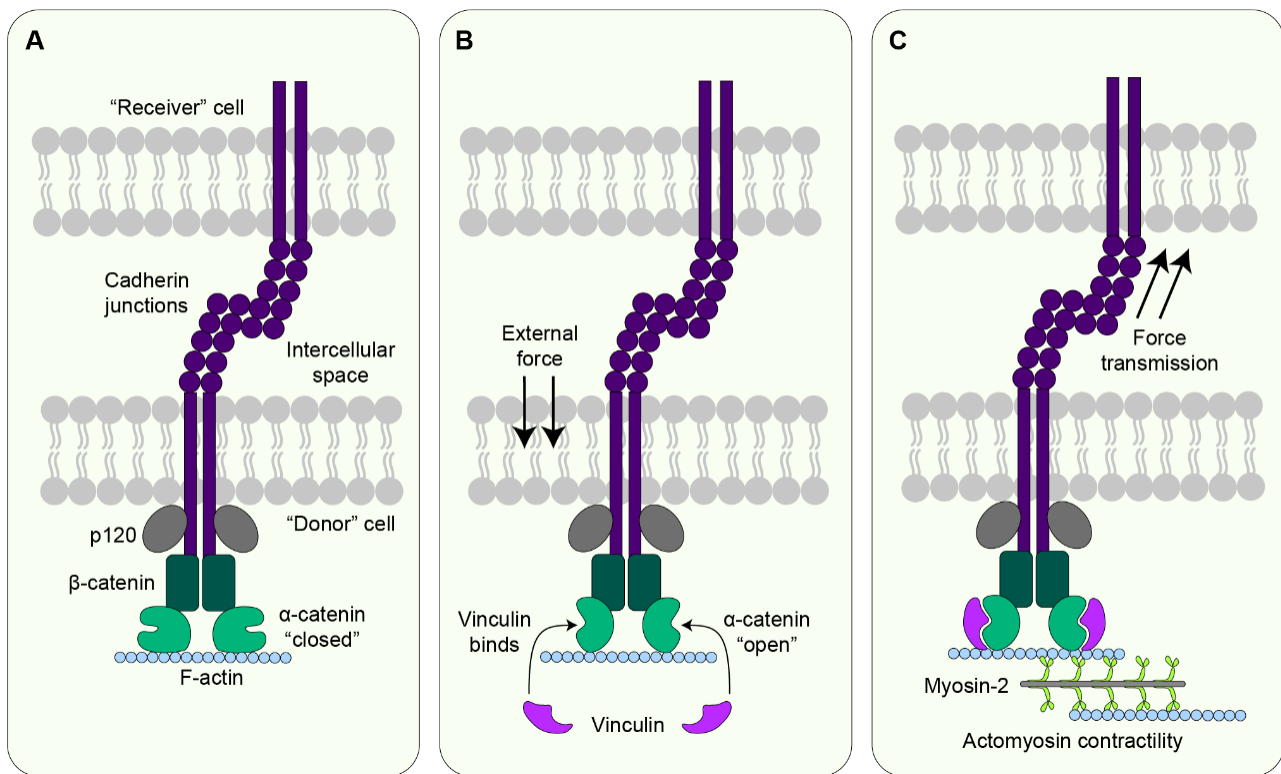 A
“Receiver” cell
Cadherin
junctions
Intercellular
space
“Donor” cell
p120
β-catenin
α-catenin
“closed”
F-actin
B
External
force
Vinculin
binds
α-catenin
“open”
Vinculin
C
Force
transmission
Myosin-2
Actomyosin contractility